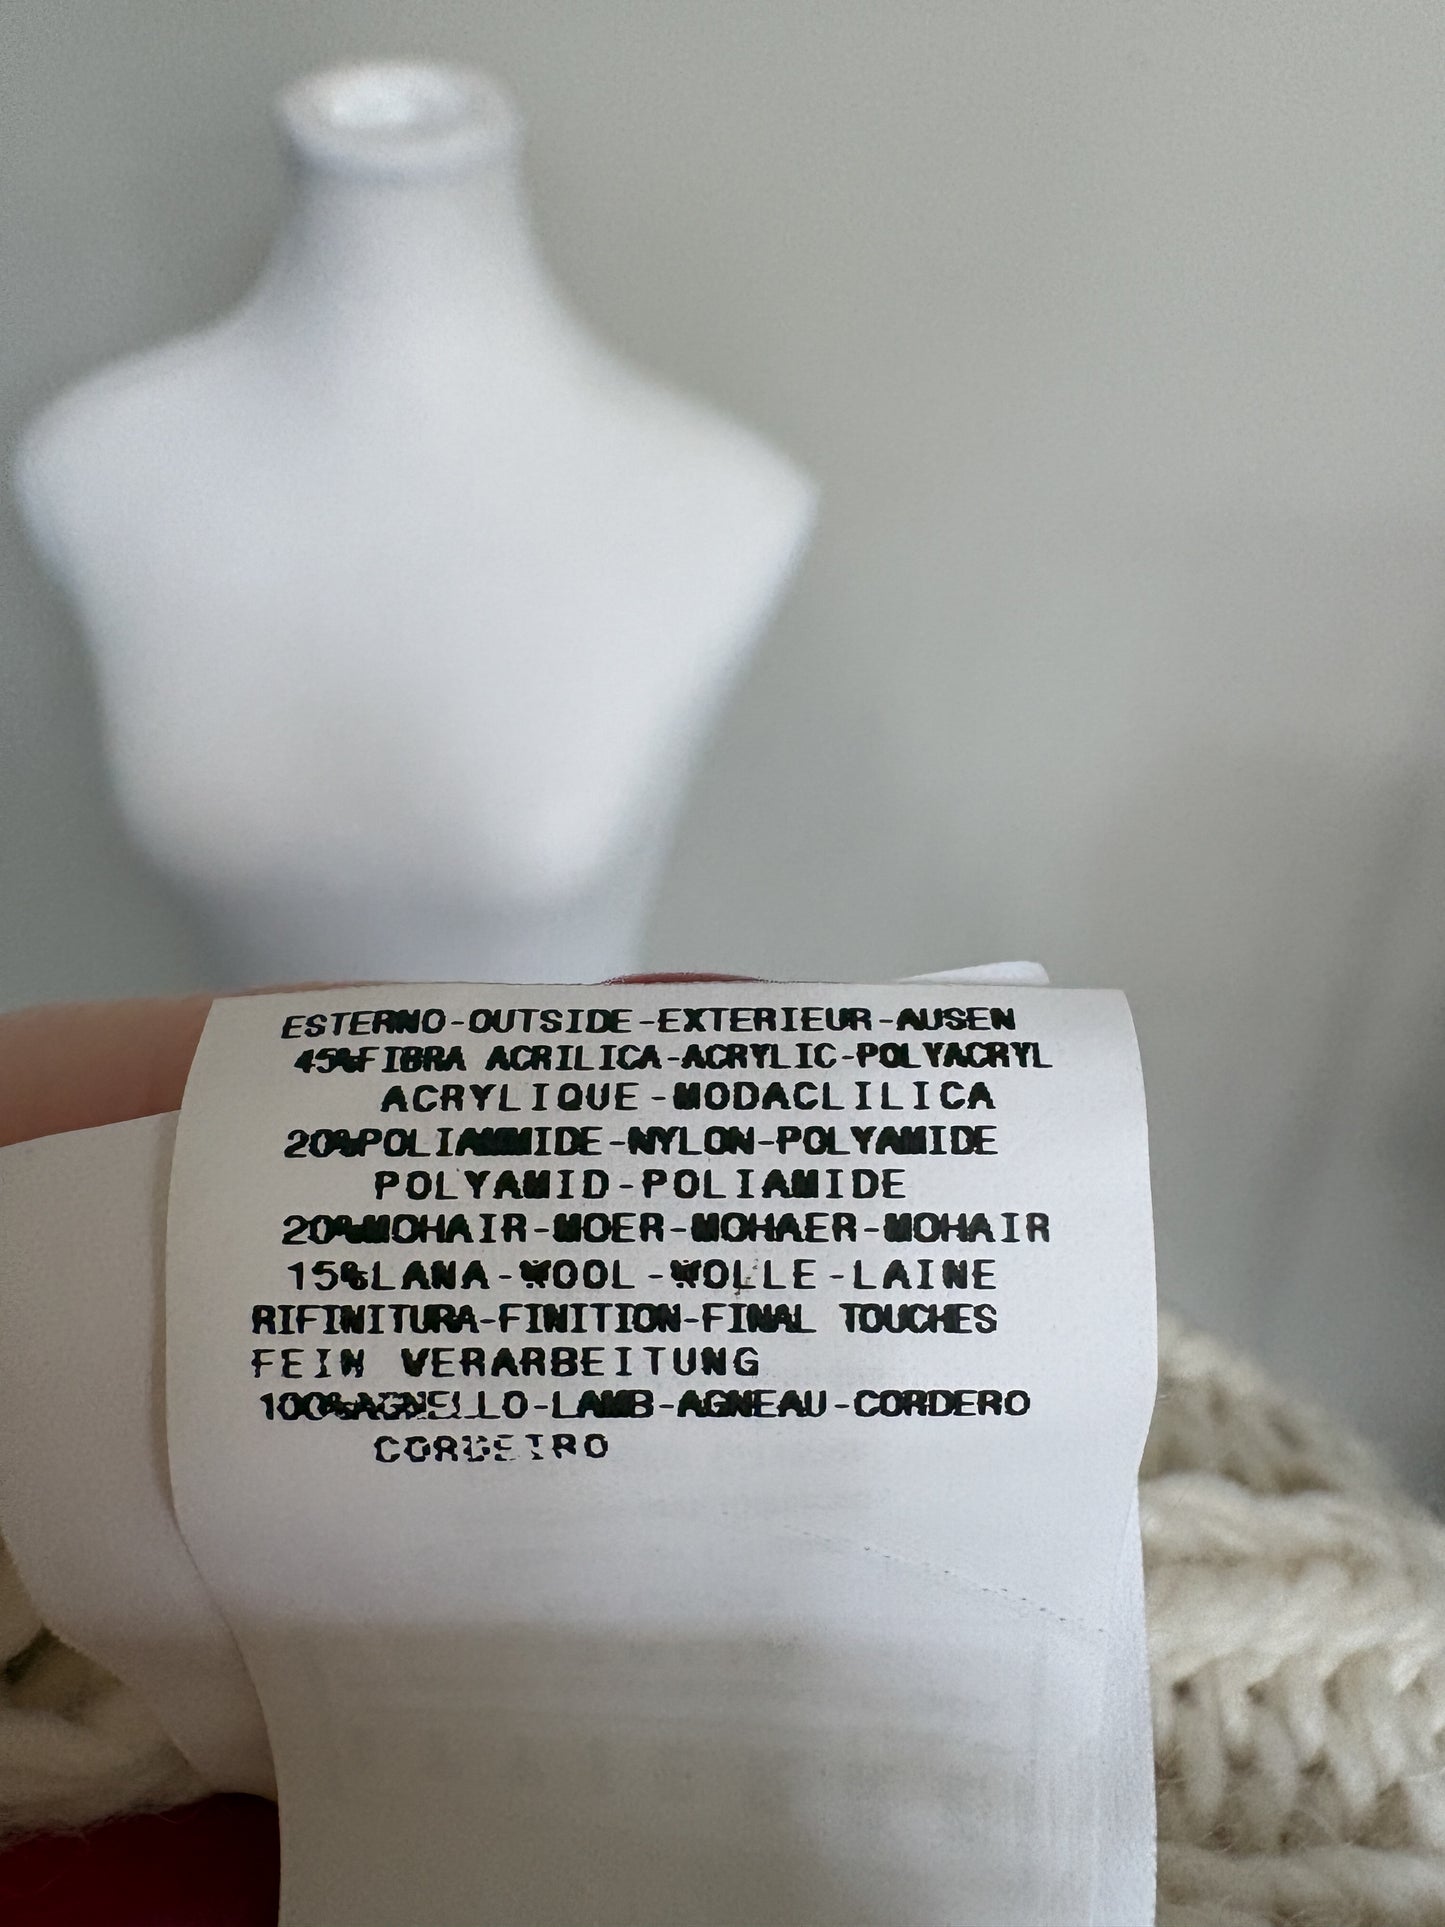 ESTERNO-OUTSIDE-EXTERIEUR-AUSEN
45%FIBRA ACRILICA-ACRYLIC-POLYACRYL
ACRYLIQUE-MODACLILICA
20%POLIAMMIDE-NYLON-POLYAMIDE
POLYAMID-POLIAMIDE
20%MOHAIR-MOER-MOHAER-MOHAIR
15%LANA-WOOL-WOLLE-LAINE
RIFINITURA-FINITION-FINAL TOUCHES
FEIN VERARBEITUNG
100%AGNELLO-LAMB-AGNEAU-CORDERO
CORDEIRO